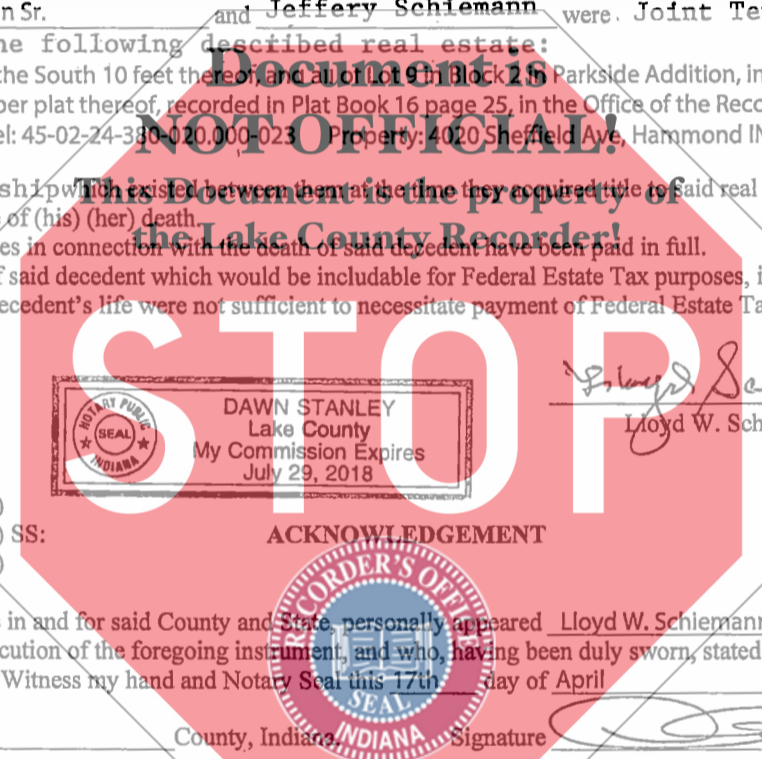 n Sr. and Jeffery Schiemann were Joint Te
he following described real estate:
Document is
the South 10 feet thereof, and all of Lot 9 in Block 2 in Parkside Addition, in
per plat thereof, recorded in Plat Book 16 page 25, in the Office of the Reco
NOT OFFICIAL!
el: 45-02-24-380-020.000-023 Property: 4020 Sheffield Ave, Hammond IN
This Document is the property of
ship which existed between them at the time they acquired title to said real
of (his) (her) death.
the Lake County Recorder!
es in connection with the death of said decedent have been paid in full.
f said decedent which would be includable for Federal Estate Tax purposes, i
ecedent's life were not sufficient to necessitate payment of Federal Estate Ta
STOP
NOTARY PUBLIC
SEAL
INDIANA
DAWN STANLEY
Lake County
My Commission Expires
July 29, 2018
Lloyd W. Sch
) SS:
ACKNOWLEDGEMENT
RECORDER'S OFFICE
SEAL
INDIANA
s in and for said County and State, personally appeared Lloyd W. Schiemann
cution of the foregoing instrument, and who, having been duly sworn, stated
Witness my hand and Notary Seal this 17th day of April
County, Indiana. Signature